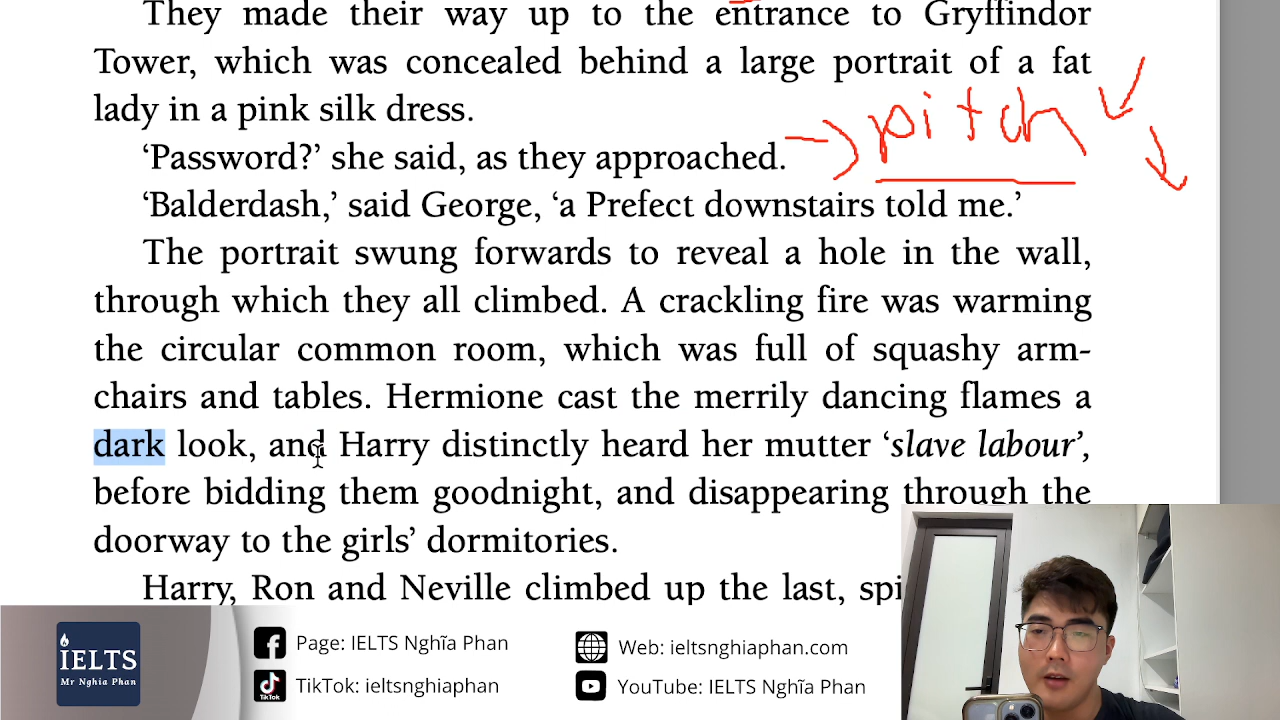 They made their way up to the entrance to Gryffindor
Tower, which was concealed behind a large portrait of a fat
lady in a pink silk dress.
pitch
‘Password?’ she said, as they approached.
‘Balderdash,’ said George, ‘a Prefect downstairs told me.’
The portrait swung forwards to reveal a hole in the wall,
through which they all climbed. A crackling fire was warming
the circular common room, which was full of squashy arm-
chairs and tables. Hermione cast the merrily dancing flames a
dark look, and Harry distinctly heard her mutter ‘slave labour’,
before bidding them goodnight, and disappearing through the
doorway to the girls’ dormitories.
Harry, Ron and Neville climbed up the last,
IELTS
Mr Nghia Phan
Page: IELTS Nghĩa Phan
TikTok
TikTok: ieltsnghiaphan
Web: ieltsnghiaphan.com
YouTube: IELTS Nghĩa Phan